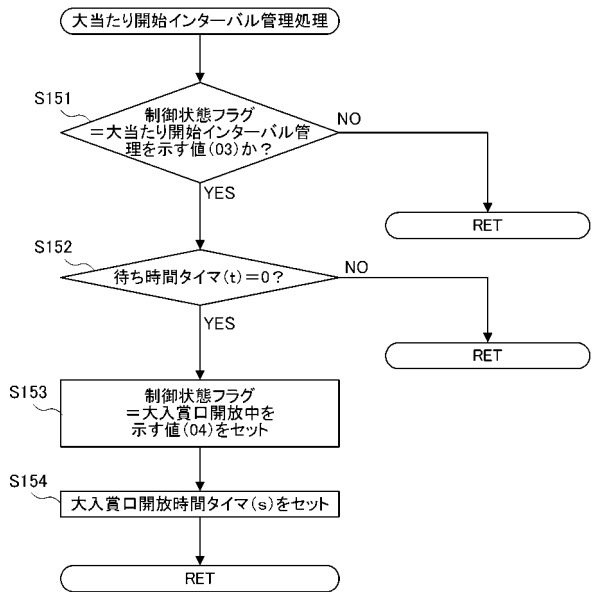 大当たり開始インターバル管理処理
S151
制御状態フラグ
=大当たり開始インターバル管
理を示す値(03)か?
NO
YES
RET
S152
待ち時間タイマ(t)=0?
NO
YES
RET
S153
制御状態フラグ
=大入賞口開放中を
示す値(04)をセット
S154
大入賞口開放時間タイマ(s)をセット
RET